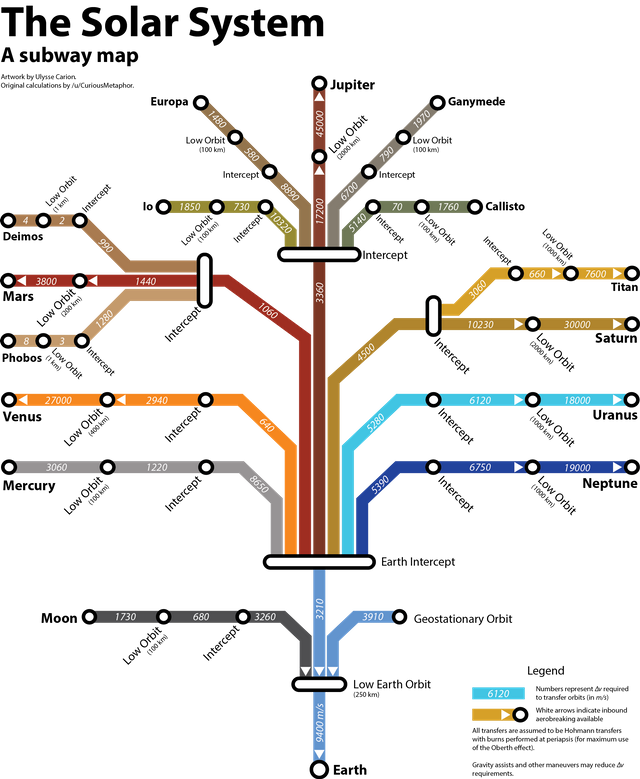 The Solar System
A subway map
Artwork by Ulysse Carion.
Original calculations by /u/CuriousMetaphor.
Jupiter
Europa
Ganymede
1480
45000
1970
Low Orbit
(100 km)
Low Orbit
(2000 km)
Low Orbit
(100 km)
580
790
Intercept
Intercept
8890
17200
6700
Io
1850
730
10320
Low Orbit
(100 km)
Intercept
5140
70
1760
Callisto
Intercept
Low Orbit
(100 km)
Intercept
3360
Deimos
4
2
Low Orbit
(1 km)
Intercept
990
Mars
3800
1440
Low Orbit
(200 km)
Intercept
1060
Phobos
8
3
Low Orbit
(1 km)
Intercept
1280
Intercept
Low Orbit
(1000 km)
3060
660
7600
Titan
4500
10230
30000
Saturn
Intercept
Low Orbit
(2000 km)
Venus
27000
2940
640
Low Orbit
(400 km)
Intercept
5280
6120
18000
Uranus
Intercept
Low Orbit
(1000 km)
Mercury
3060
1220
8650
Low Orbit
(100 km)
Intercept
5390
6750
19000
Neptune
Intercept
Low Orbit
(1000 km)
Earth Intercept
3210
Moon
1730
680
3260
Low Orbit
(100 km)
Intercept
3910
Geostationary Orbit
Low Earth Orbit
(250 km)
9400 m/s
Earth
Legend
6120
Numbers represent Δv required
to transfer orbits (in m/s)
White arrows indicate inbound
aerobreaking available
All transfers are assumed to be Hohmann transfers
with burns performed at periapsis (for maximum use
of the Oberth effect).
Gravity assists and other maneuvers may reduce Δv
requirements.